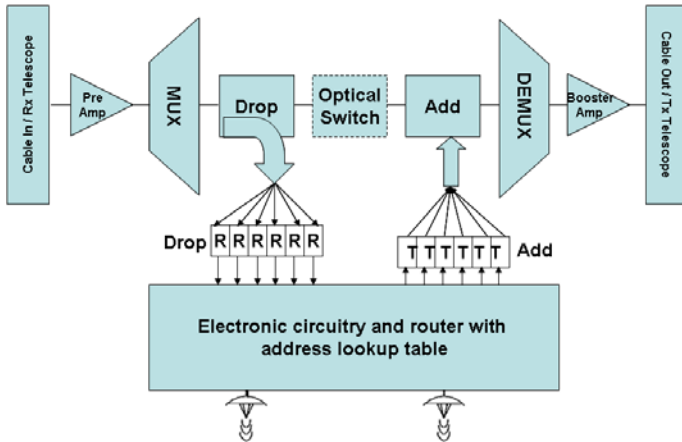 Cable In / Rx Telescope
Pre
Amp
MUX
Drop
Optical
Switch
Add
DEMUX
Booster
Amp
Cable Out / Tx Telescope
Drop
R R R R R R
T T T T T T
Add
Electronic circuitry and router with
address lookup table